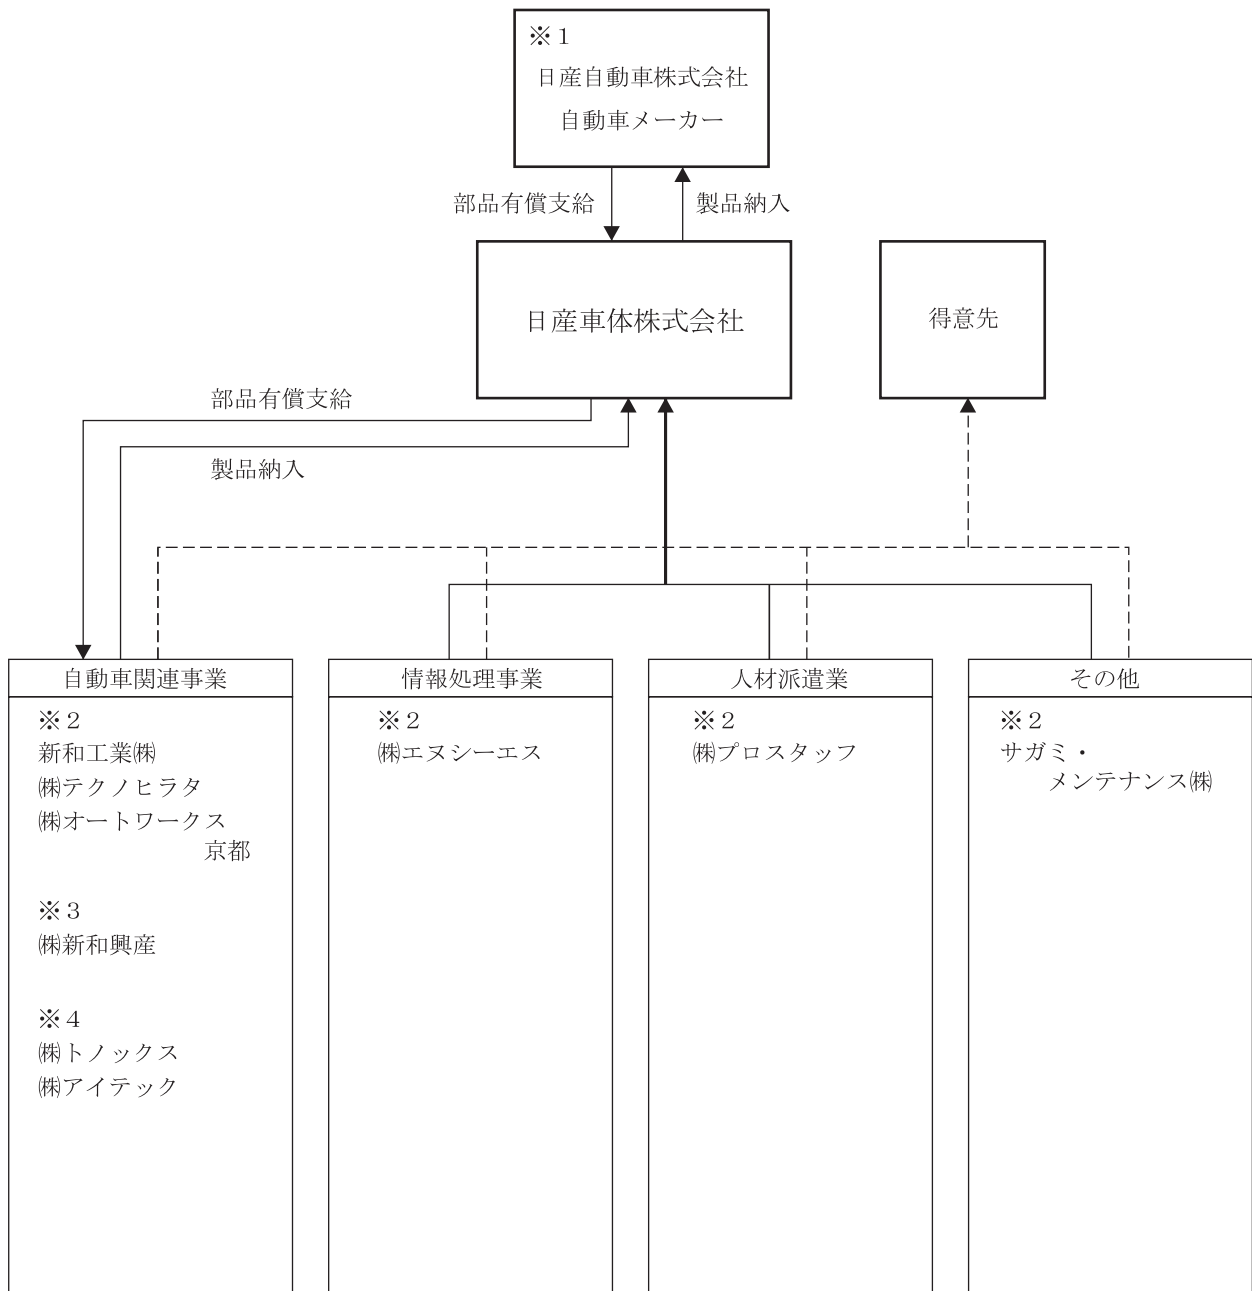 ※1
日産自動車株式会社
自動車メーカー
部品有償支給
製品納入
日産車体株式会社
得意先
部品有償支給
製品納入
自動車関連事業
※2
新和工業㈱
㈱テクノヒラタ
㈱オートワークス
京都
※3
㈱新和興産
※4
㈱トノックス
㈱アイテック
情報処理事業
※2
㈱エヌシーエス
人材派遣業
※2
㈱プロスタッフ
その他
※2
サガミ・
メンテナンス㈱